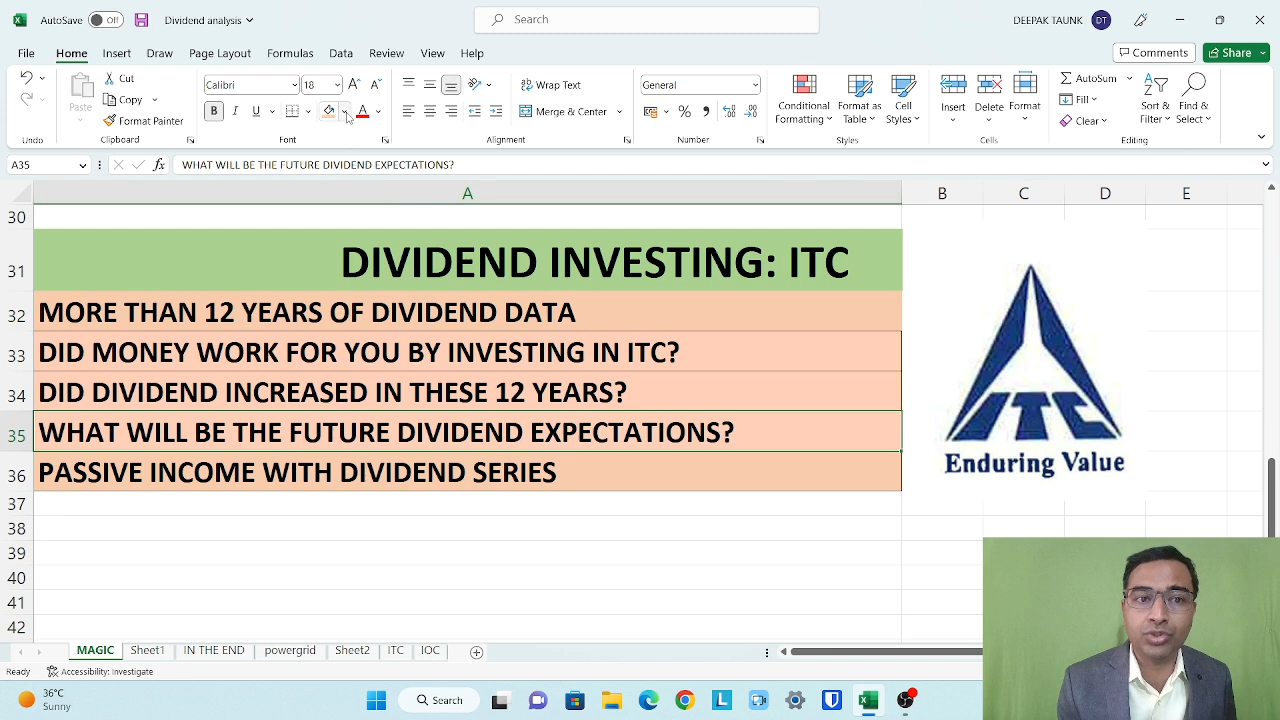 AutoSave Off Dividend analysis Search DEEPAK TAUNK DT
File Home Insert Draw Page Layout Formulas Data Review View Help Comments Share
Paste Cut Copy Format Painter
Calibri 18 A A
B I U A
Wrap Text Merge & Center
General % ,
Conditional Formatting Format as Table Cell Styles
Insert Delete Format
AutoSum Fill Clear Sort & Filter Find & Select
Undo Clipboard Font Alignment Number Styles Cells Editing
A35 fx WHAT WILL BE THE FUTURE DIVIDEND EXPECTATIONS?
A B C D E
30
31 DIVIDEND INVESTING: ITC
32 MORE THAN 12 YEARS OF DIVIDEND DATA
33 DID MONEY WORK FOR YOU BY INVESTING IN ITC?
34 DID DIVIDEND INCREASED IN THESE 12 YEARS?
35 WHAT WILL BE THE FUTURE DIVIDEND EXPECTATIONS?
36 PASSIVE INCOME WITH DIVIDEND SERIES
37
38
39
40
41
42
ITC
Enduring Value
MAGIC Sheet1 IN THE END powergrid Sheet2 ITC IOC
Ready Accessibility: Investigate
36°C
Sunny
Search